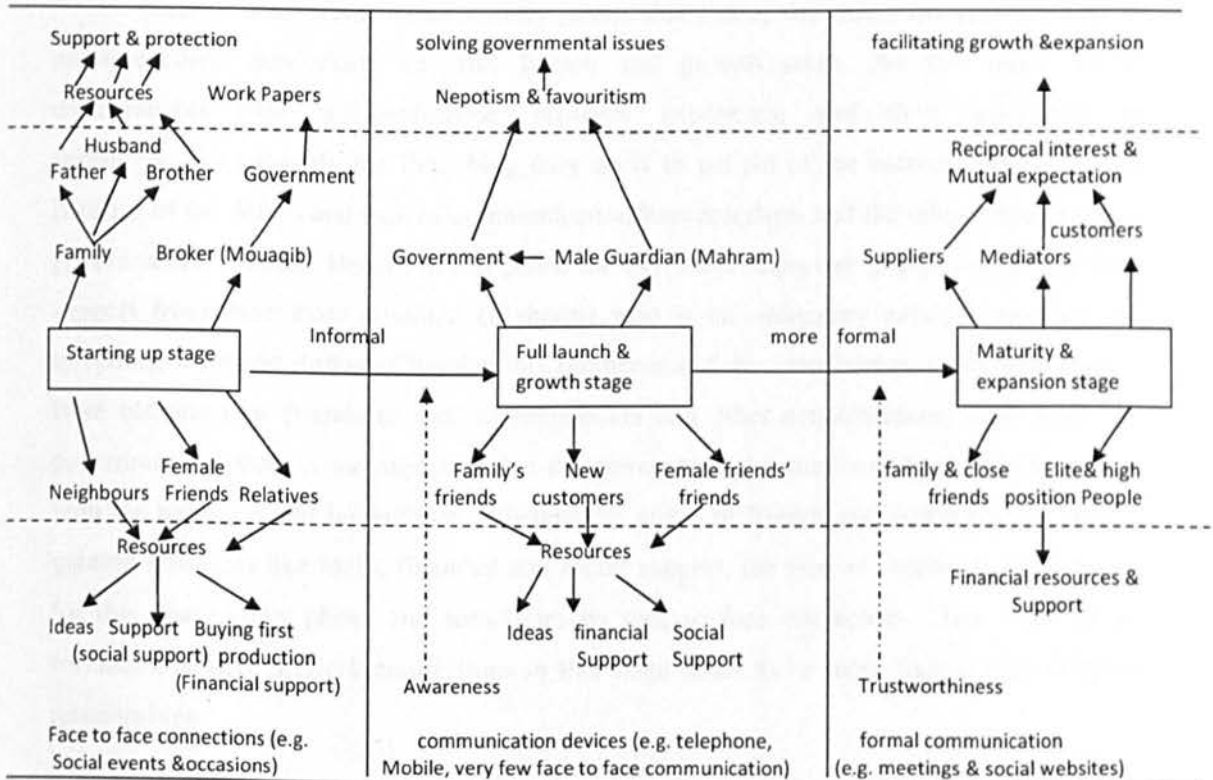 Support & protection
Resources Work Papers
Husband
Father Brother Government
Family Broker (Mouaqib)
Starting up stage
Female
Neighbours Friends Relatives
Resources
Ideas Support Buying first
(social support) production
(Financial support)
Face to face connections (e.g.
Social events &occasions)
Informal
solving governmental issues
Nepotism & favouritism
Government Male Guardian (Mahram)
Full launch &
growth stage
Family's New Female friends'
friends customers friends
Resources
Ideas financial Social
Support Support
Awareness
communication devices (e.g. telephone,
Mobile, very few face to face communication)
more formal
facilitating growth &expansion
Reciprocal interest &
Mutual expectation
customers
Suppliers Mediators
Maturity &
expansion stage
family & close Elite& high
friends position People
Financial resources &
Support
Trustworthiness
formal communication
(e.g. meetings & social websites)